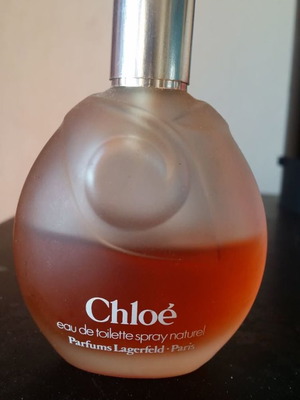 Chloé
eau de toilette spray naturel
Parfums Lagerfeld · Paris